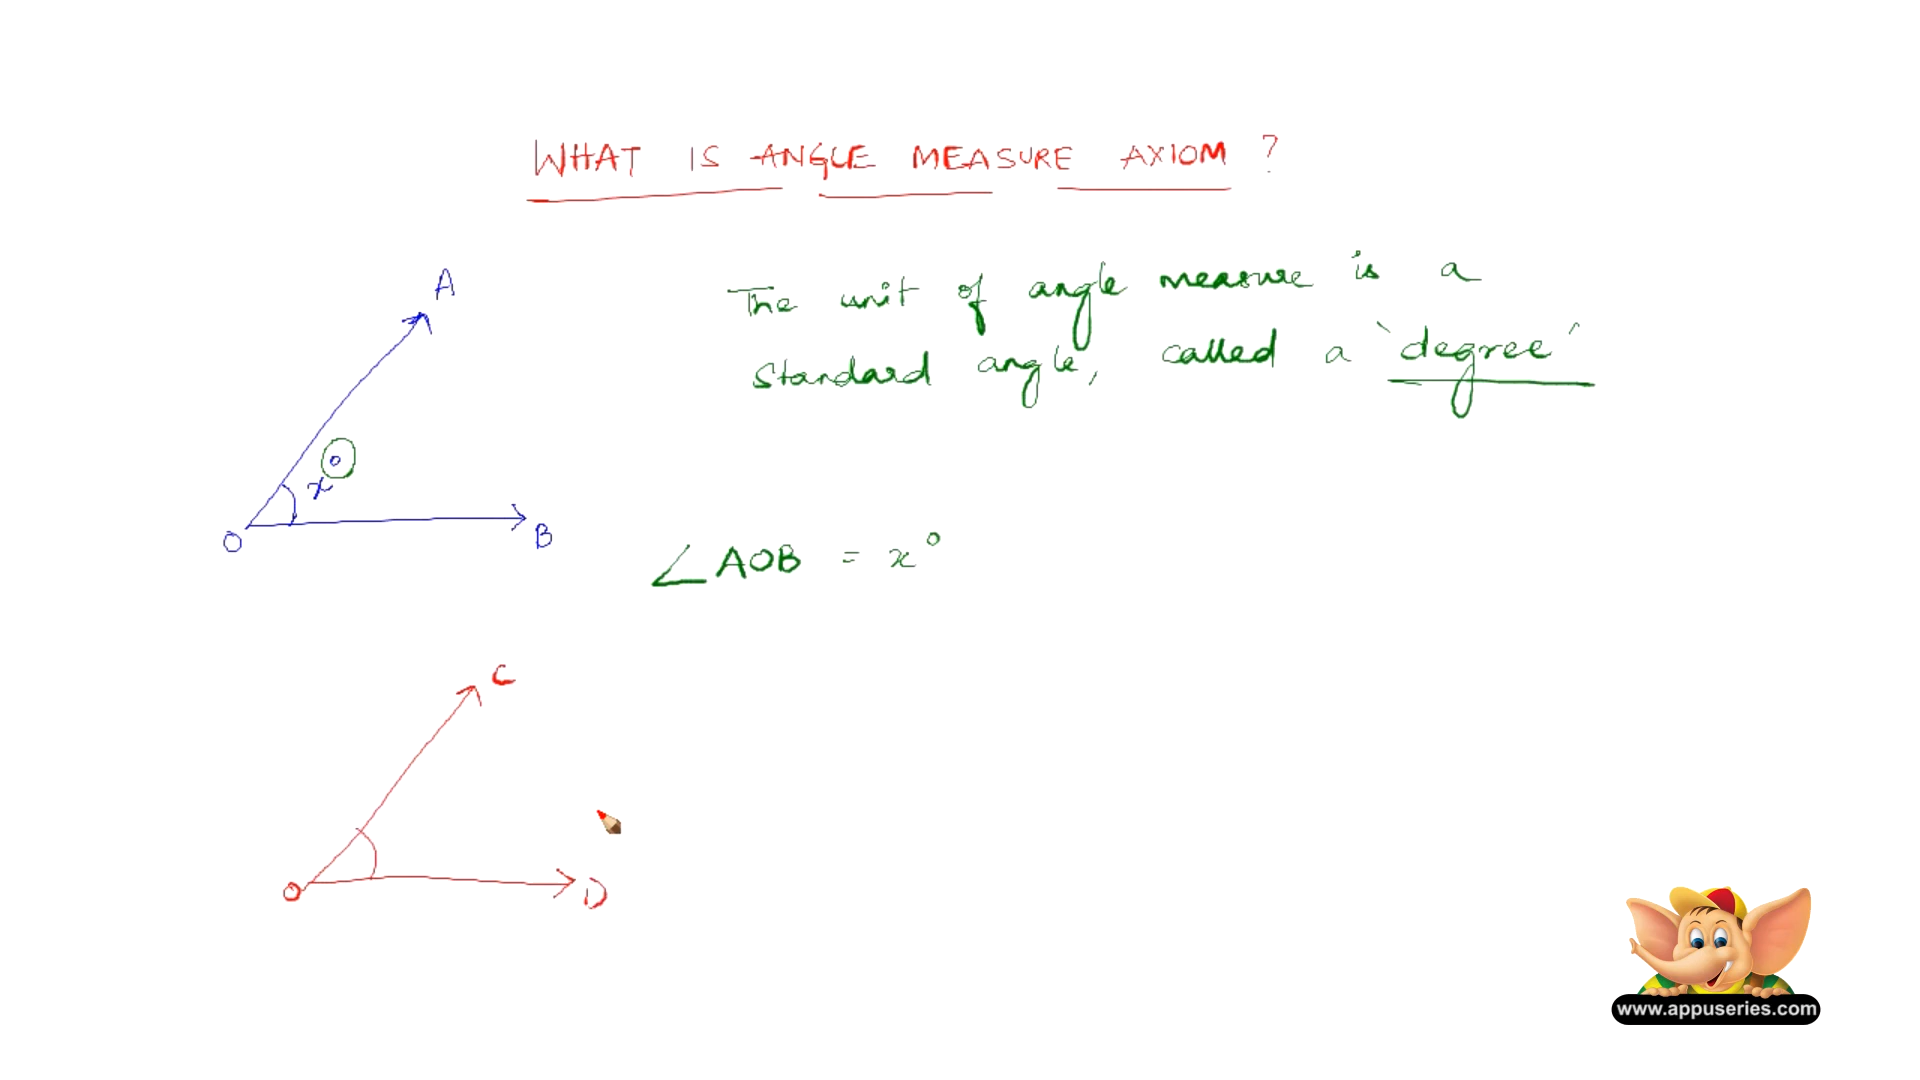 WHAT IS ANGLE MEASURE AXIOM ?
The unit of angle measure is a
standard angle, called a `degree´
A
x°
O
B
∠AOB = x°
C
O
D
www.appuseries.com